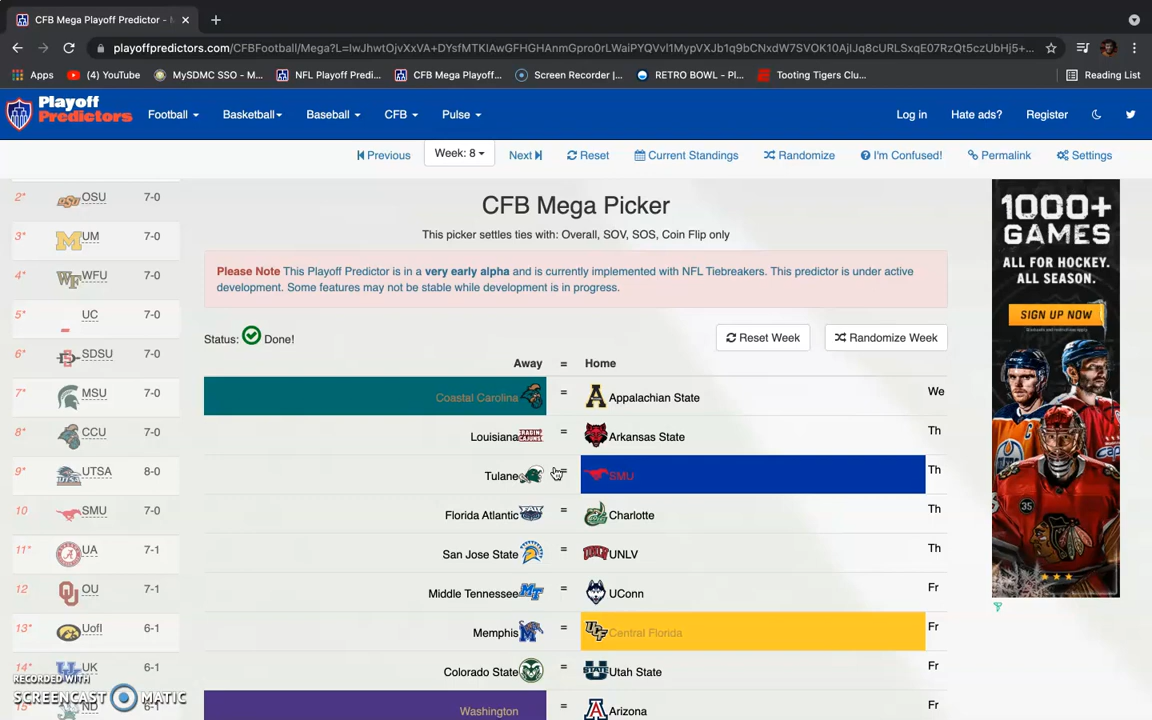 CFB Mega Playoff Predictor - M
playoffpredictors.com/CFBFootball/Mega?L=IwJhwtOjvXxVA+DYsfMTKIAwGFHGHAnmGpro0rLWaiPYQVvl1MypVXJb1q9bCNxdW7SVOK10AjIJq8cURLSxqE07RzQt5czUbHj5+...
Apps
(4) YouTube
MySDMC SSO - M...
NFL Playoff Predi...
CFB Mega Playoff...
Screen Recorder |...
RETRO BOWL - Pl...
Tooting Tigers Clu...
Reading List
Playoff
Predictors
Football
Basketball
Baseball
CFB
Pulse
Log in
Hate ads?
Register
Previous
Week: 8
Next
Reset
Current Standings
Randomize
I'm Confused!
Permalink
Settings
2* OSU 7-0
3* UM 7-0
4* WFU 7-0
5* UC 7-0
6* SDSU 7-0
7* MSU 7-0
8* CCU 7-0
9* UTSA 8-0
10 SMU 7-0
11* UA 7-1
12 OU 7-1
13* UofI 6-1
14* UK 6-1
ND 6-1
RECORDED WITH
SCREENCAST MATIC
CFB Mega Picker
This picker settles ties with: Overall, SOV, SOS, Coin Flip only
Please Note This Playoff Predictor is in a very early alpha and is currently implemented with NFL Tiebreakers. This predictor is under active
development. Some features may not be stable while development is in progress.
Status: Done!
Reset Week
Randomize Week
Away = Home
Coastal Carolina = Appalachian State We
Louisiana = Arkansas State Th
Tulane = SMU Th
Florida Atlantic = Charlotte Th
San Jose State = UNLV Th
Middle Tennessee = UConn Fr
Memphis = Central Florida Fr
Colorado State = Utah State Fr
Washington = Arizona Fr
1000+
GAMES
ALL FOR HOCKEY.
ALL SEASON.
SIGN UP NOW